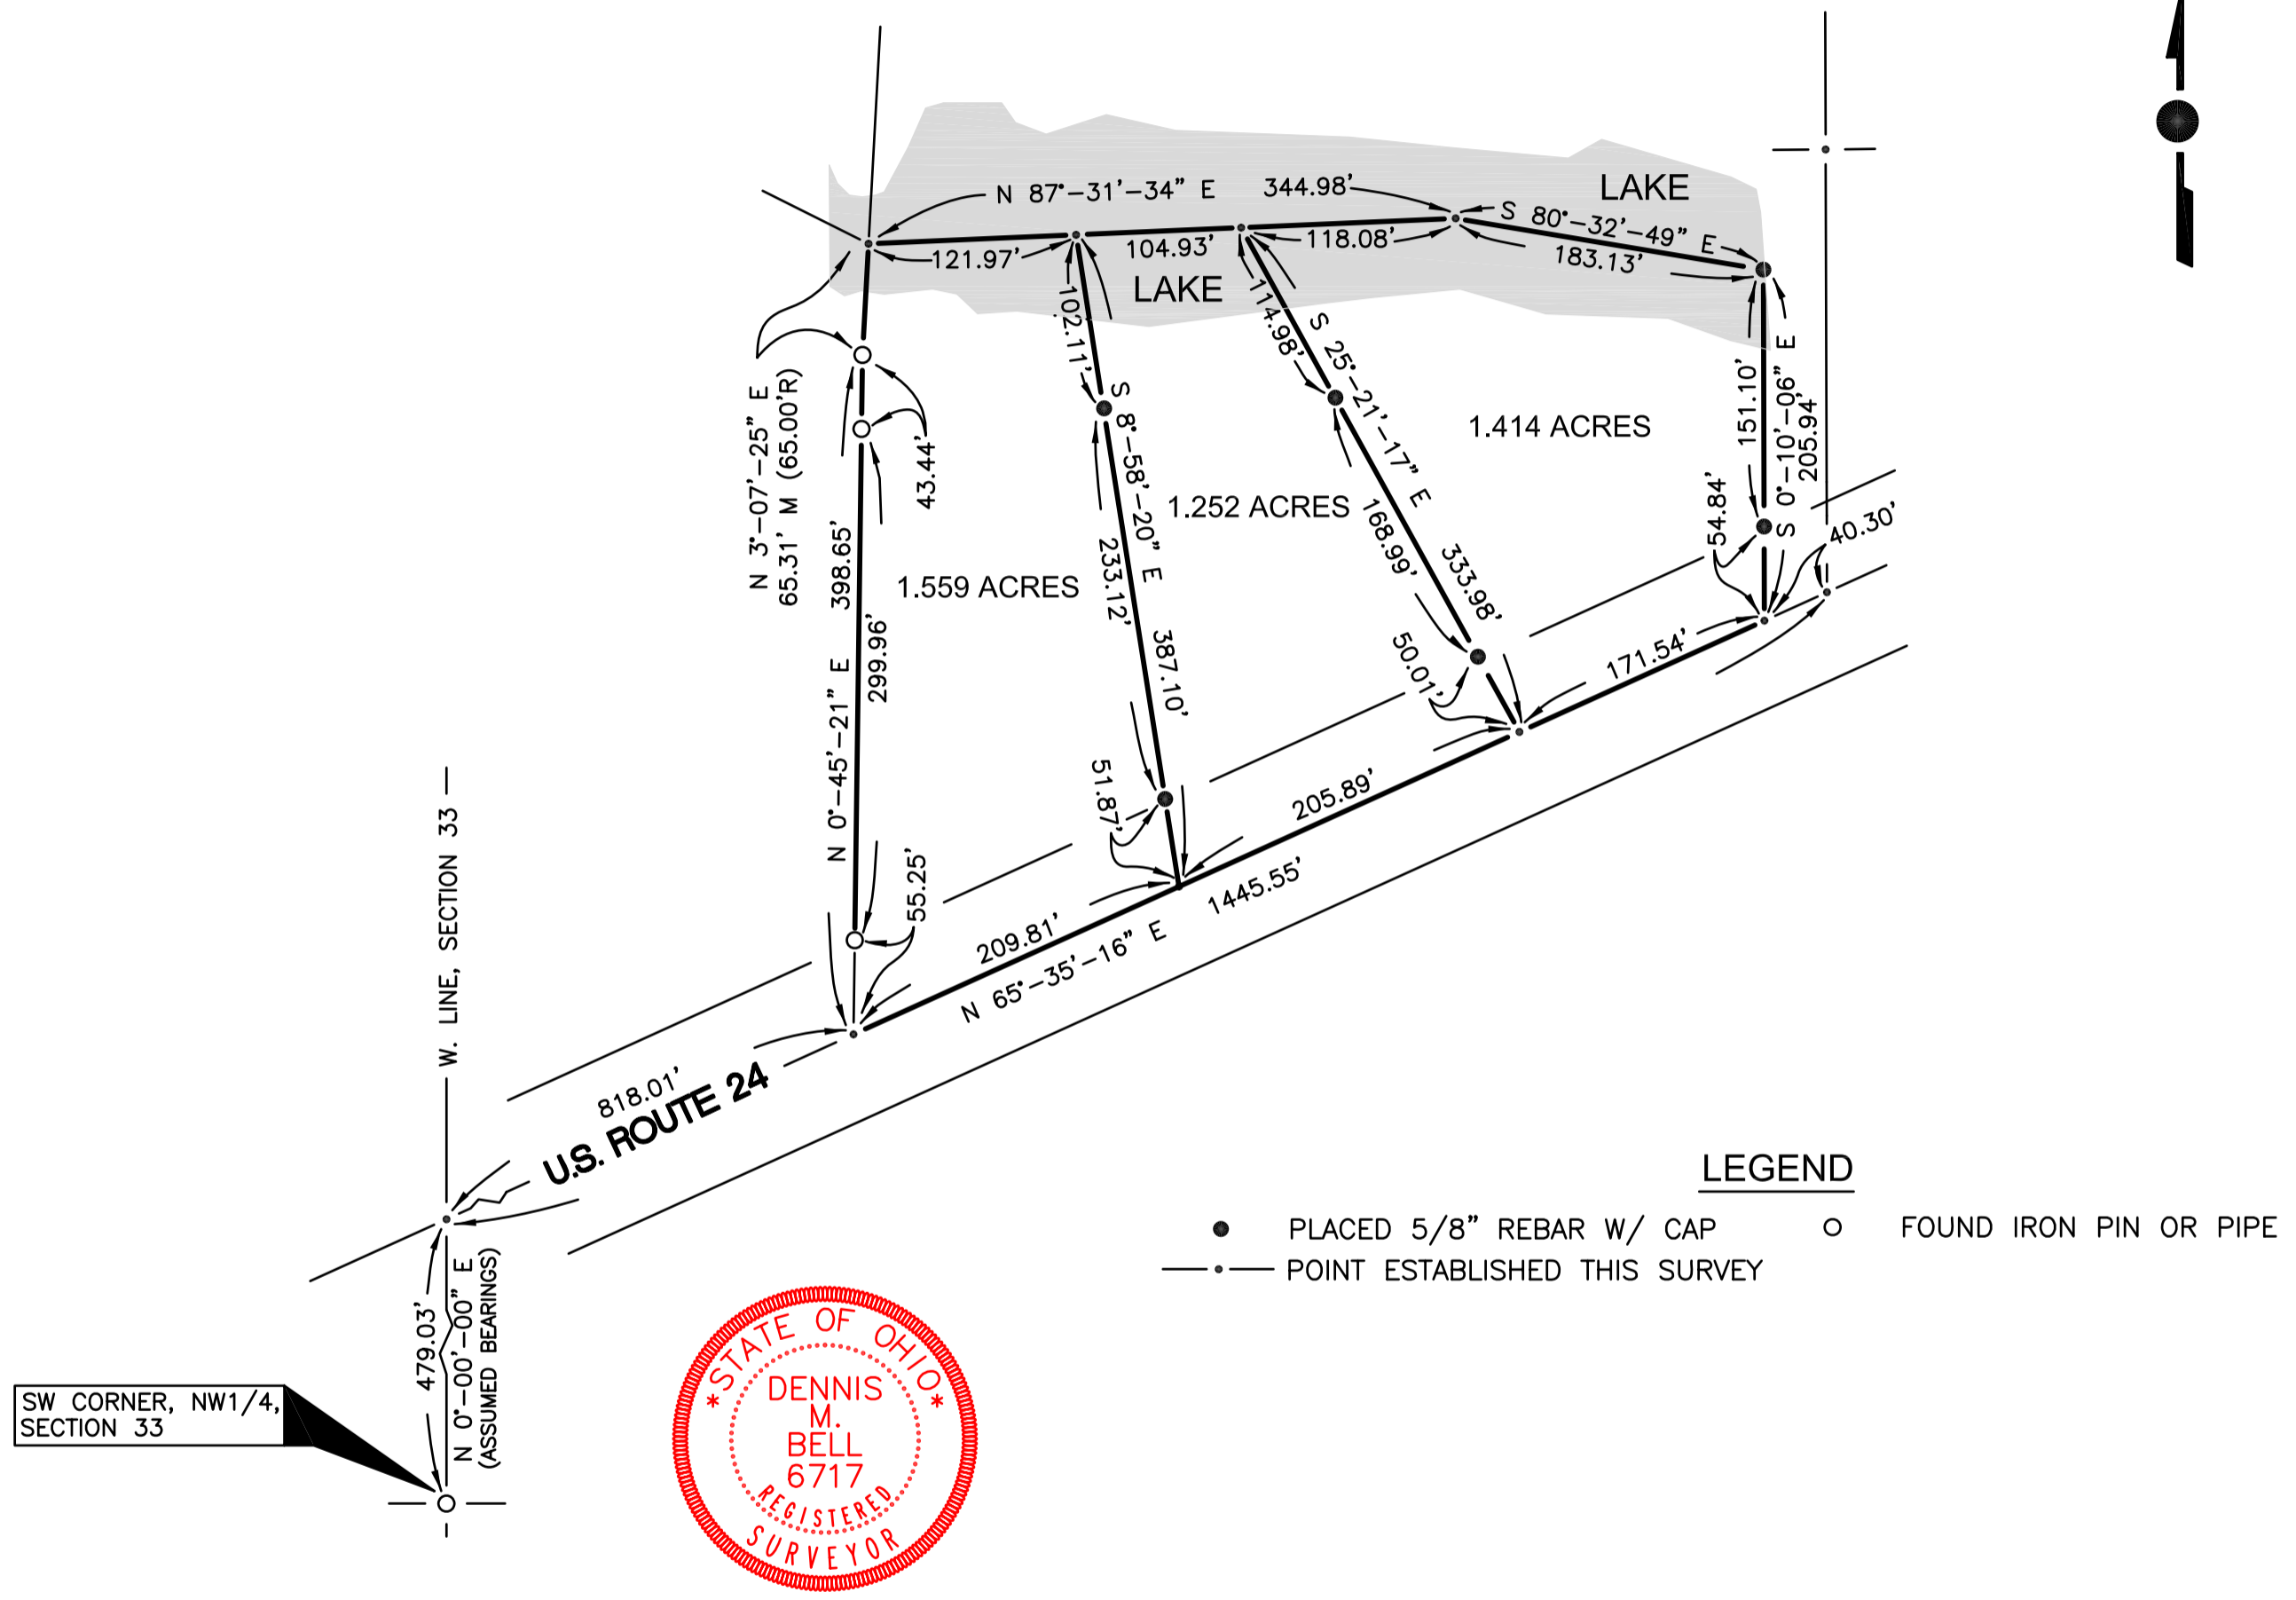 N 87°-31'-34" E 344.98'
LAKE
S 80°-32'-49" E
183.13'
121.97'
104.93'
118.08'
LAKE
102.11'
114.98'
S 25°-21'-17" E
333.98'
168.99'
50.01'
S 8°-58'-20" E
387.10'
233.12'
51.87'
N 3°-07'-25" E
65.31' M (65.00'R)
43.44'
N 0°-45'-21" E 398.65'
299.96'
55.25'
1.559 ACRES
1.252 ACRES
1.414 ACRES
151.10'
S 0°-10'-06" E
205.94'
54.84'
40.30'
171.54'
205.89'
209.81'
N 65°-35'-16" E 1445.55'
818.01'
U.S. ROUTE 24
W. LINE, SECTION 33
479.03'
N 0°-00'-00" E
(ASSUMED BEARINGS)
SW CORNER, NW1/4,
SECTION 33
LEGEND
PLACED 5/8" REBAR W/ CAP
FOUND IRON PIN OR PIPE
POINT ESTABLISHED THIS SURVEY
*STATE OF OHIO*
DENNIS
M.
BELL
6717
REGISTERED
SURVEYOR